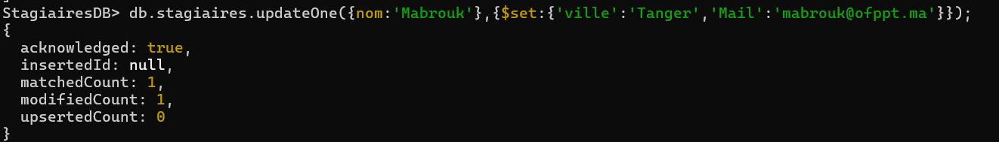 StagiairesDB> db.stagiaires.updateOne({nom:'Mabrouk'},{$set:{'ville':'Tanger','Mail':'mabrouk@ofppt.ma'}});
{
  acknowledged: true,
  insertedId: null,
  matchedCount: 1,
  modifiedCount: 1,
  upsertedCount: 0
}